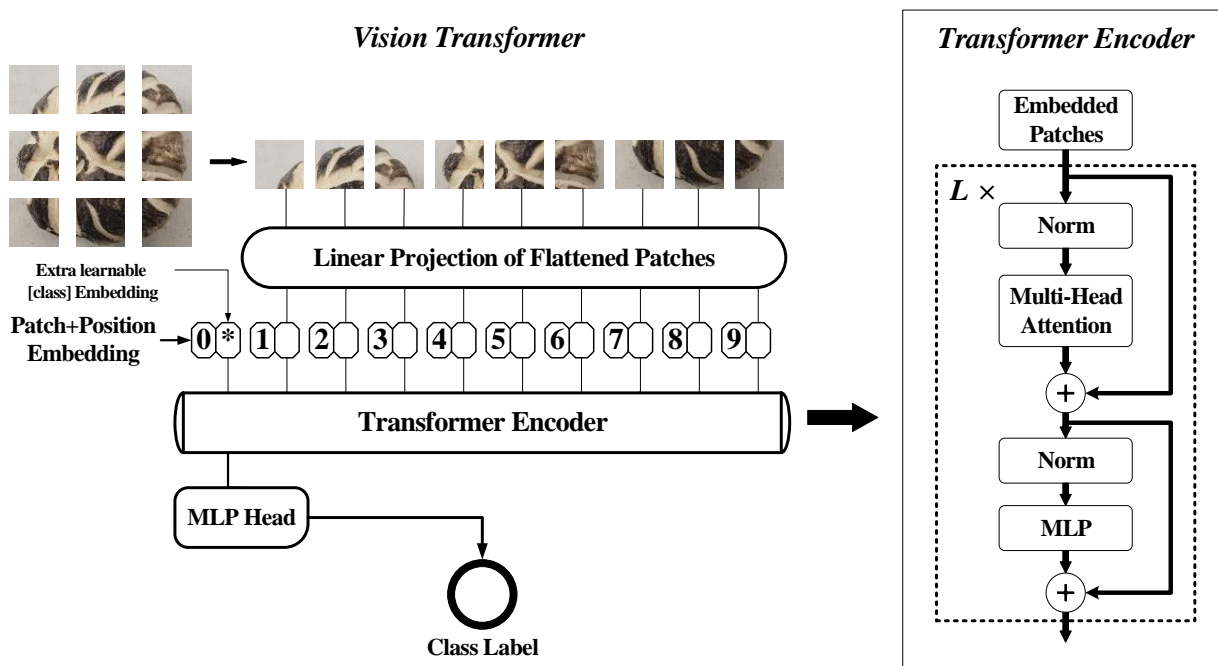 Vision Transformer
Linear Projection of Flattened Patches
Extra learnable
[class] Embedding
Patch+Position
Embedding
0 * 1 2 3 4 5 6 7 8 9
Transformer Encoder
MLP Head
Class Label
Transformer Encoder
Embedded
Patches
L ×
Norm
Multi-Head
Attention
+
Norm
MLP
+